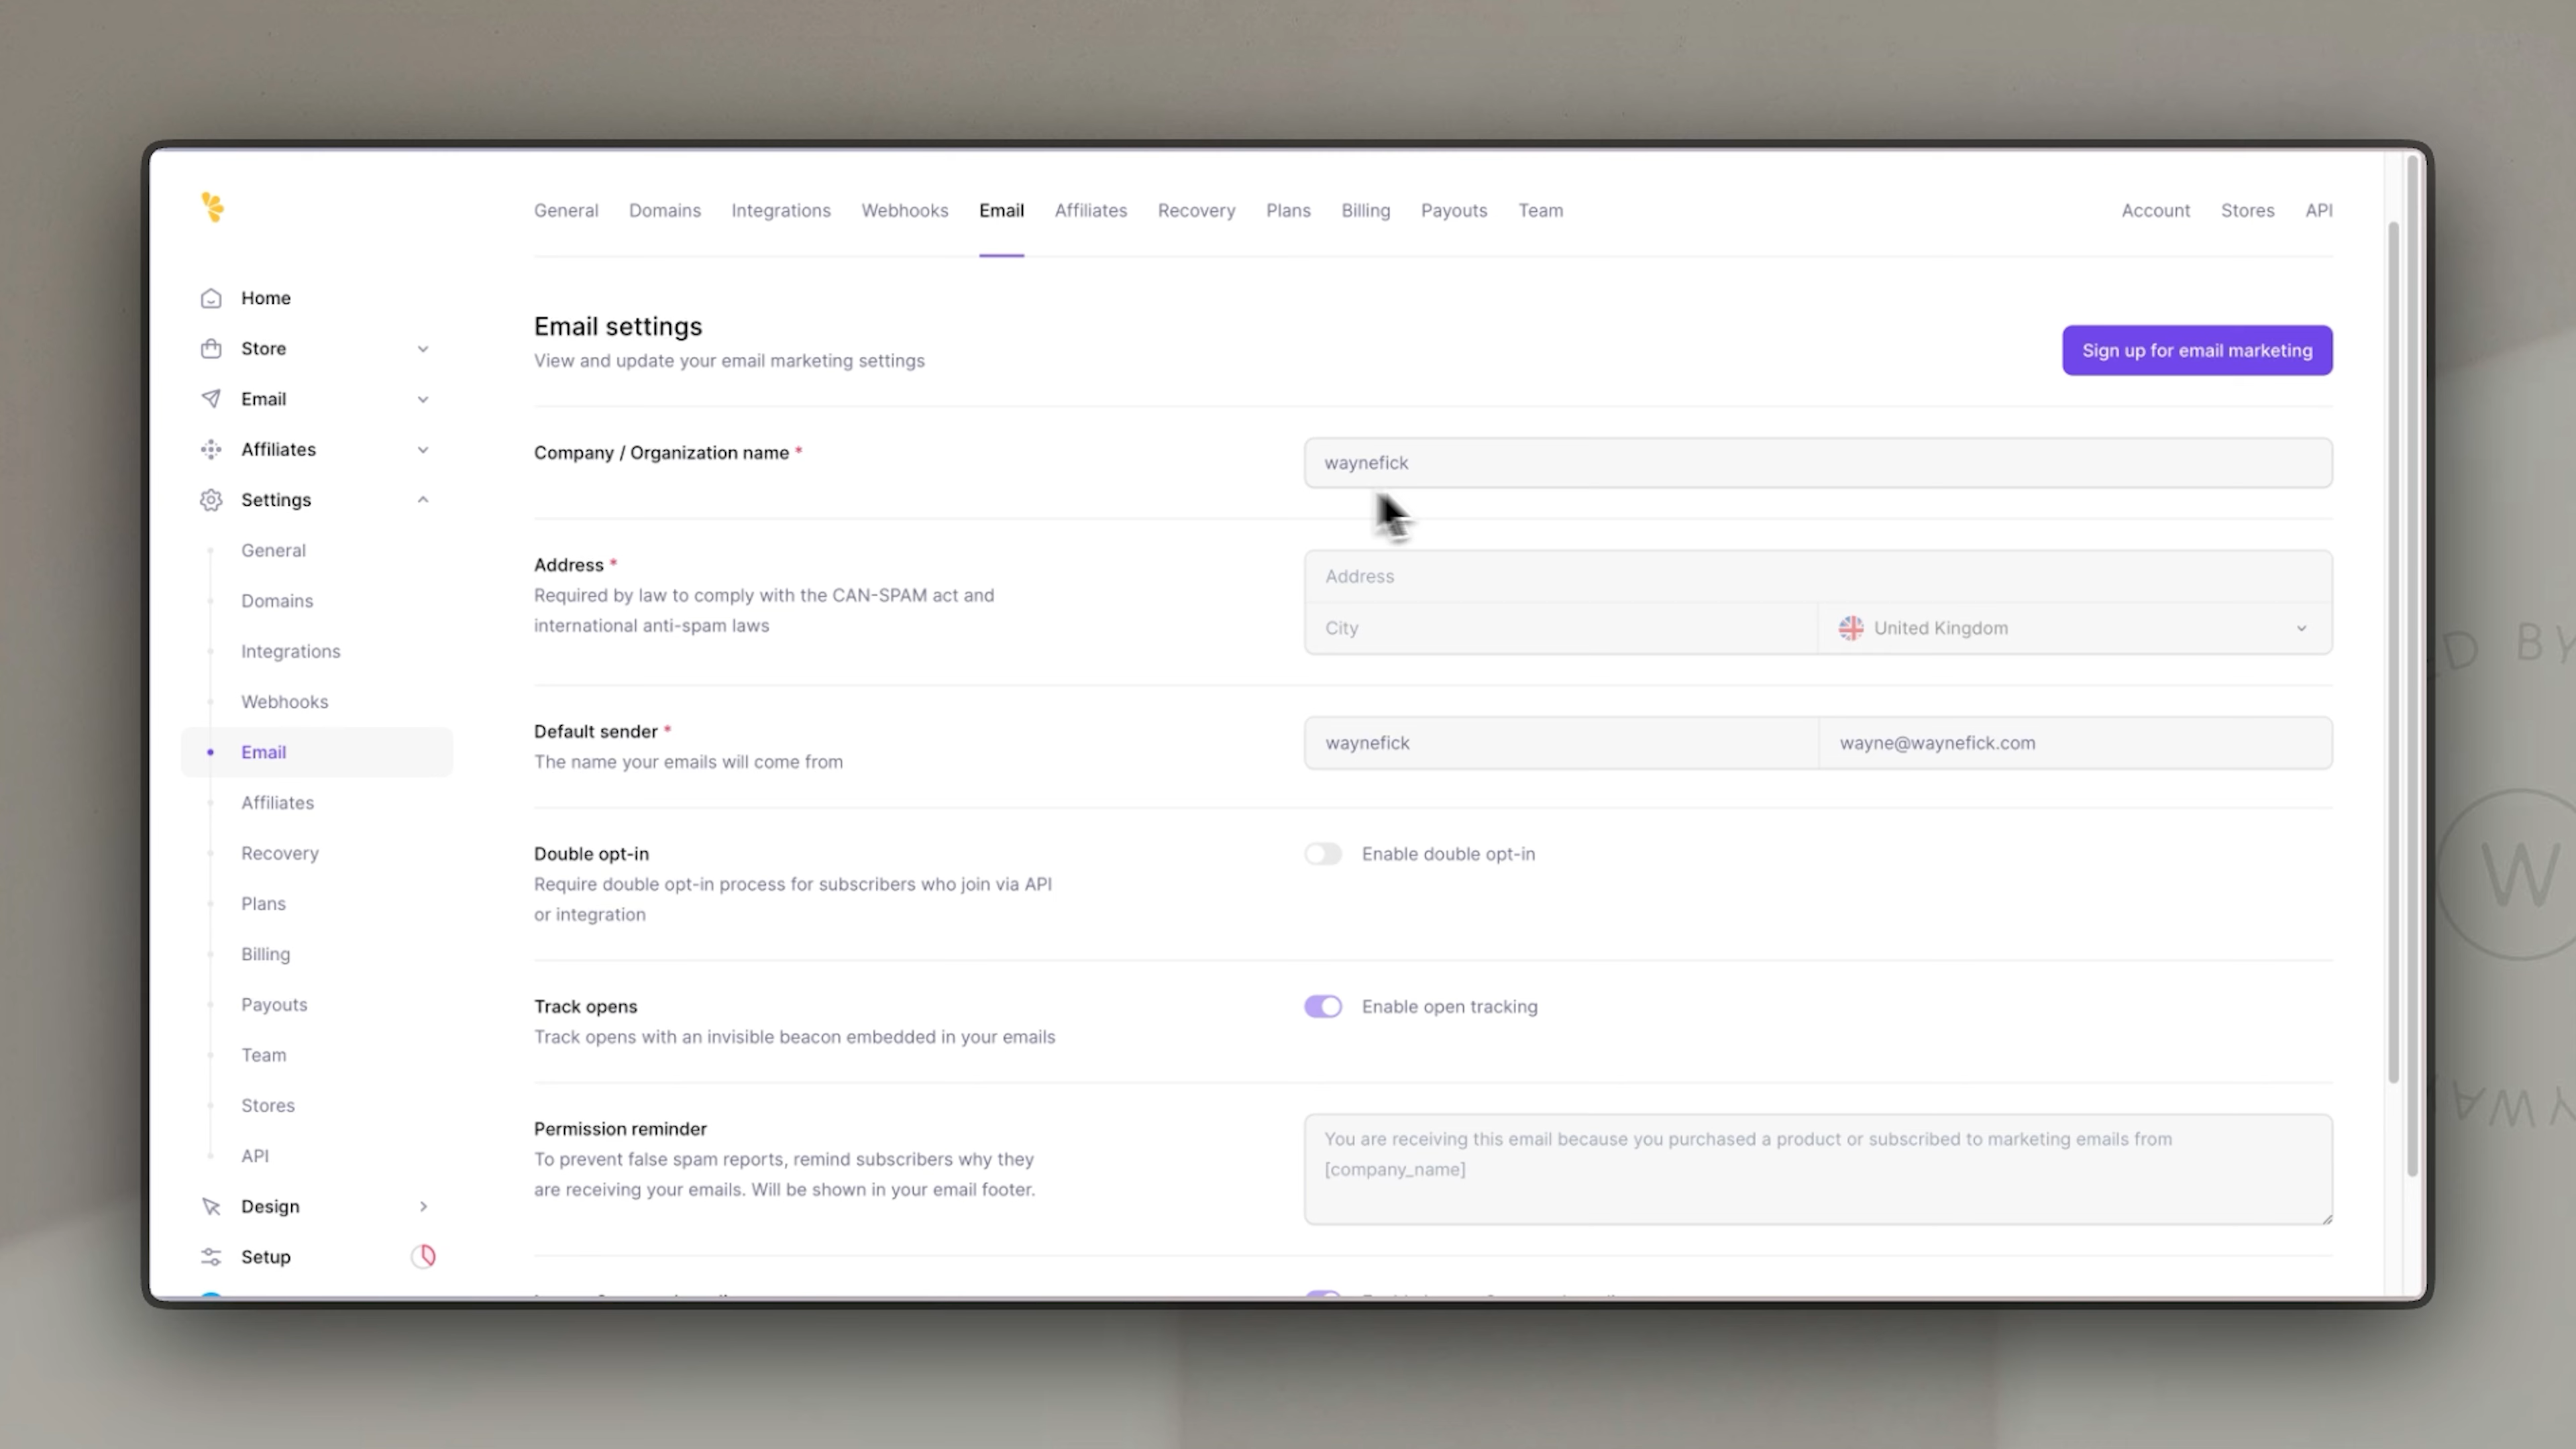 General Domains Integrations Webhooks Email Affiliates Recovery Plans Billing Payouts Team Account Stores API
Home
Store
Email
Affiliates
Settings
General
Domains
Integrations
Webhooks
Email
Affiliates
Recovery
Plans
Billing
Payouts
Team
Stores
API
Design
Setup
Email settings
View and update your email marketing settings
Sign up for email marketing
Company / Organization name *
waynefick
Address *
Required by law to comply with the CAN-SPAM act and
international anti-spam laws
Address
City
United Kingdom
Default sender *
The name your emails will come from
waynefick
wayne@waynefick.com
Double opt-in
Require double opt-in process for subscribers who join via API
or integration
Enable double opt-in
Track opens
Track opens with an invisible beacon embedded in your emails
Enable open tracking
Permission reminder
To prevent false spam reports, remind subscribers why they
are receiving your emails. Will be shown in your email footer.
You are receiving this email because you purchased a product or subscribed to marketing emails from
[company_name]
BY
W